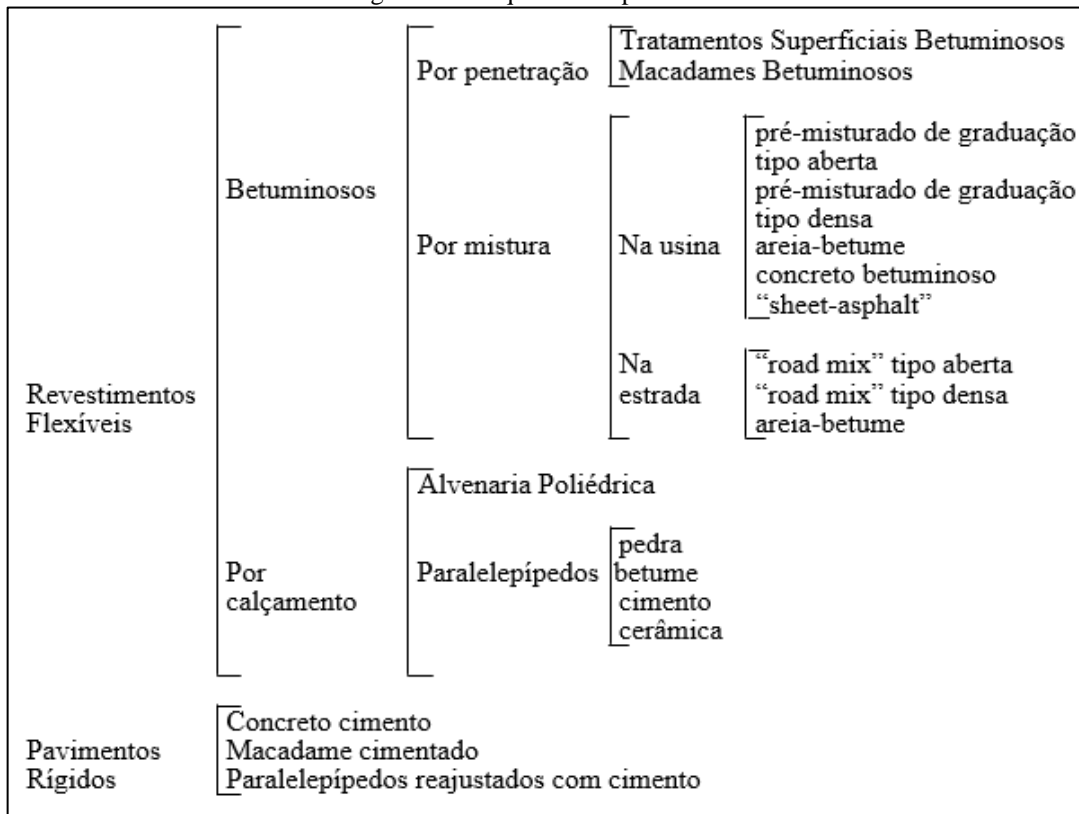 Tratamentos Superficiais Betuminosos
Por penetração
Macadames Betuminosos
pré-misturado de graduação
tipo aberta
Betuminosos
pré-misturado de graduação
tipo densa
Por mistura
Na usina
areia-betume
concreto betuminoso
“sheet-asphalt”
Na
estrada
“road mix” tipo aberta
“road mix” tipo densa
areia-betume
Revestimentos
Flexíveis
Alvenaria Poliédrica
Por
calçamento
Paralelepípedos
pedra
betume
cimento
cerâmica
Pavimentos
Rígidos
Concreto cimento
Macadame cimentado
Paralelepípedos reajustados com cimento